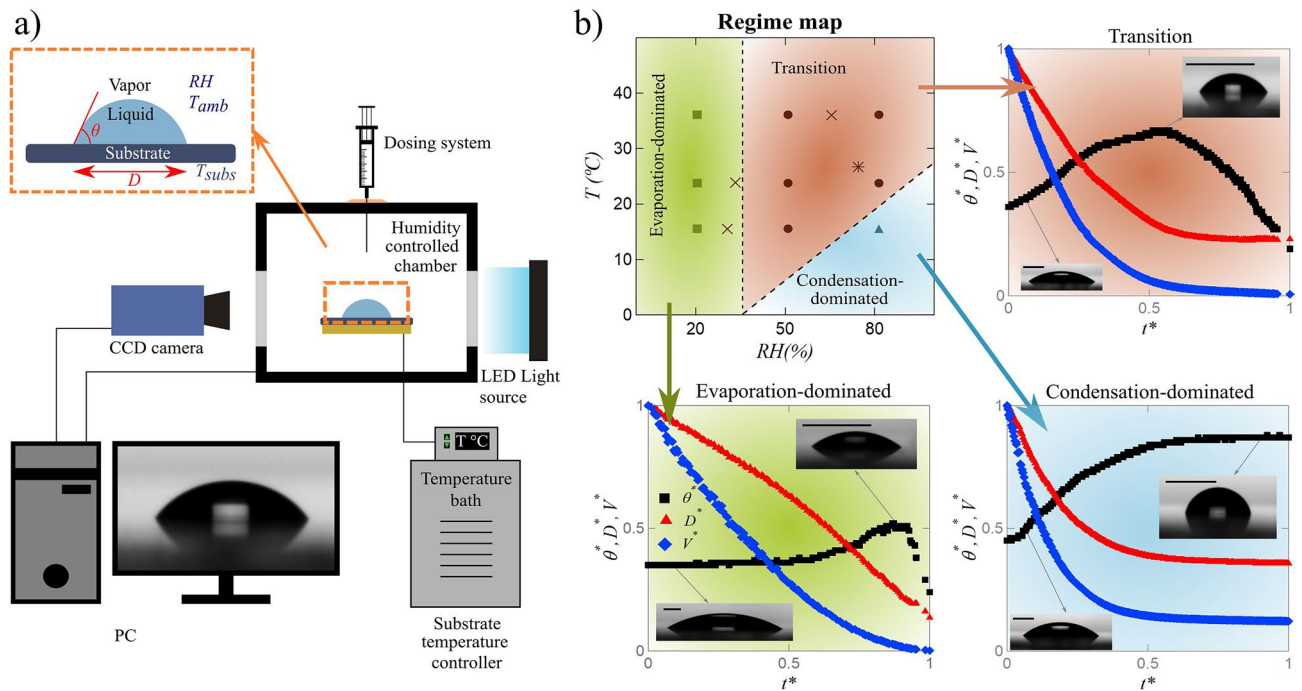 a)
Vapor
Liquid
θ
Substrate
D
RH
Tamb
Tsubs
Dosing system
Humidity
controlled
chamber
CCD camera
LED Light
source
T °C
Temperature
bath
PC
Substrate
temperature
controller
b)
Regime map
T (ºC)
40
30
20
10
0
20
50
80
RH(%)
Evaporation-dominated
Transition
Condensation-
dominated
Transition
θ*, D*, V*
1
0.5
0
0
0.5
1
t*
Evaporation-dominated
θ*, D*, V*
1
0.5
0
θ*
D*
V*
0
0.5
1
t*
Condensation-dominated
θ*, D*, V*
1
0.5
0
0
0.5
1
t*